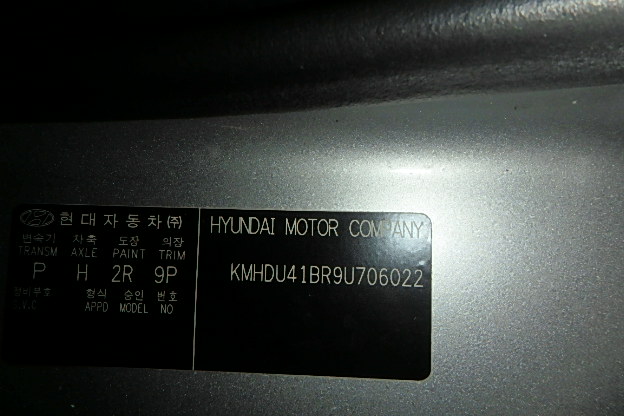 현대자동차(주)
변속기 차축 도장 의장
TRANSM AXLE PAINT TRIM
P H 2R 9P
형식 승인 번호
APPD MODEL NO
HYUNDAI MOTOR COMPANY
KMHDU41BR9U706022